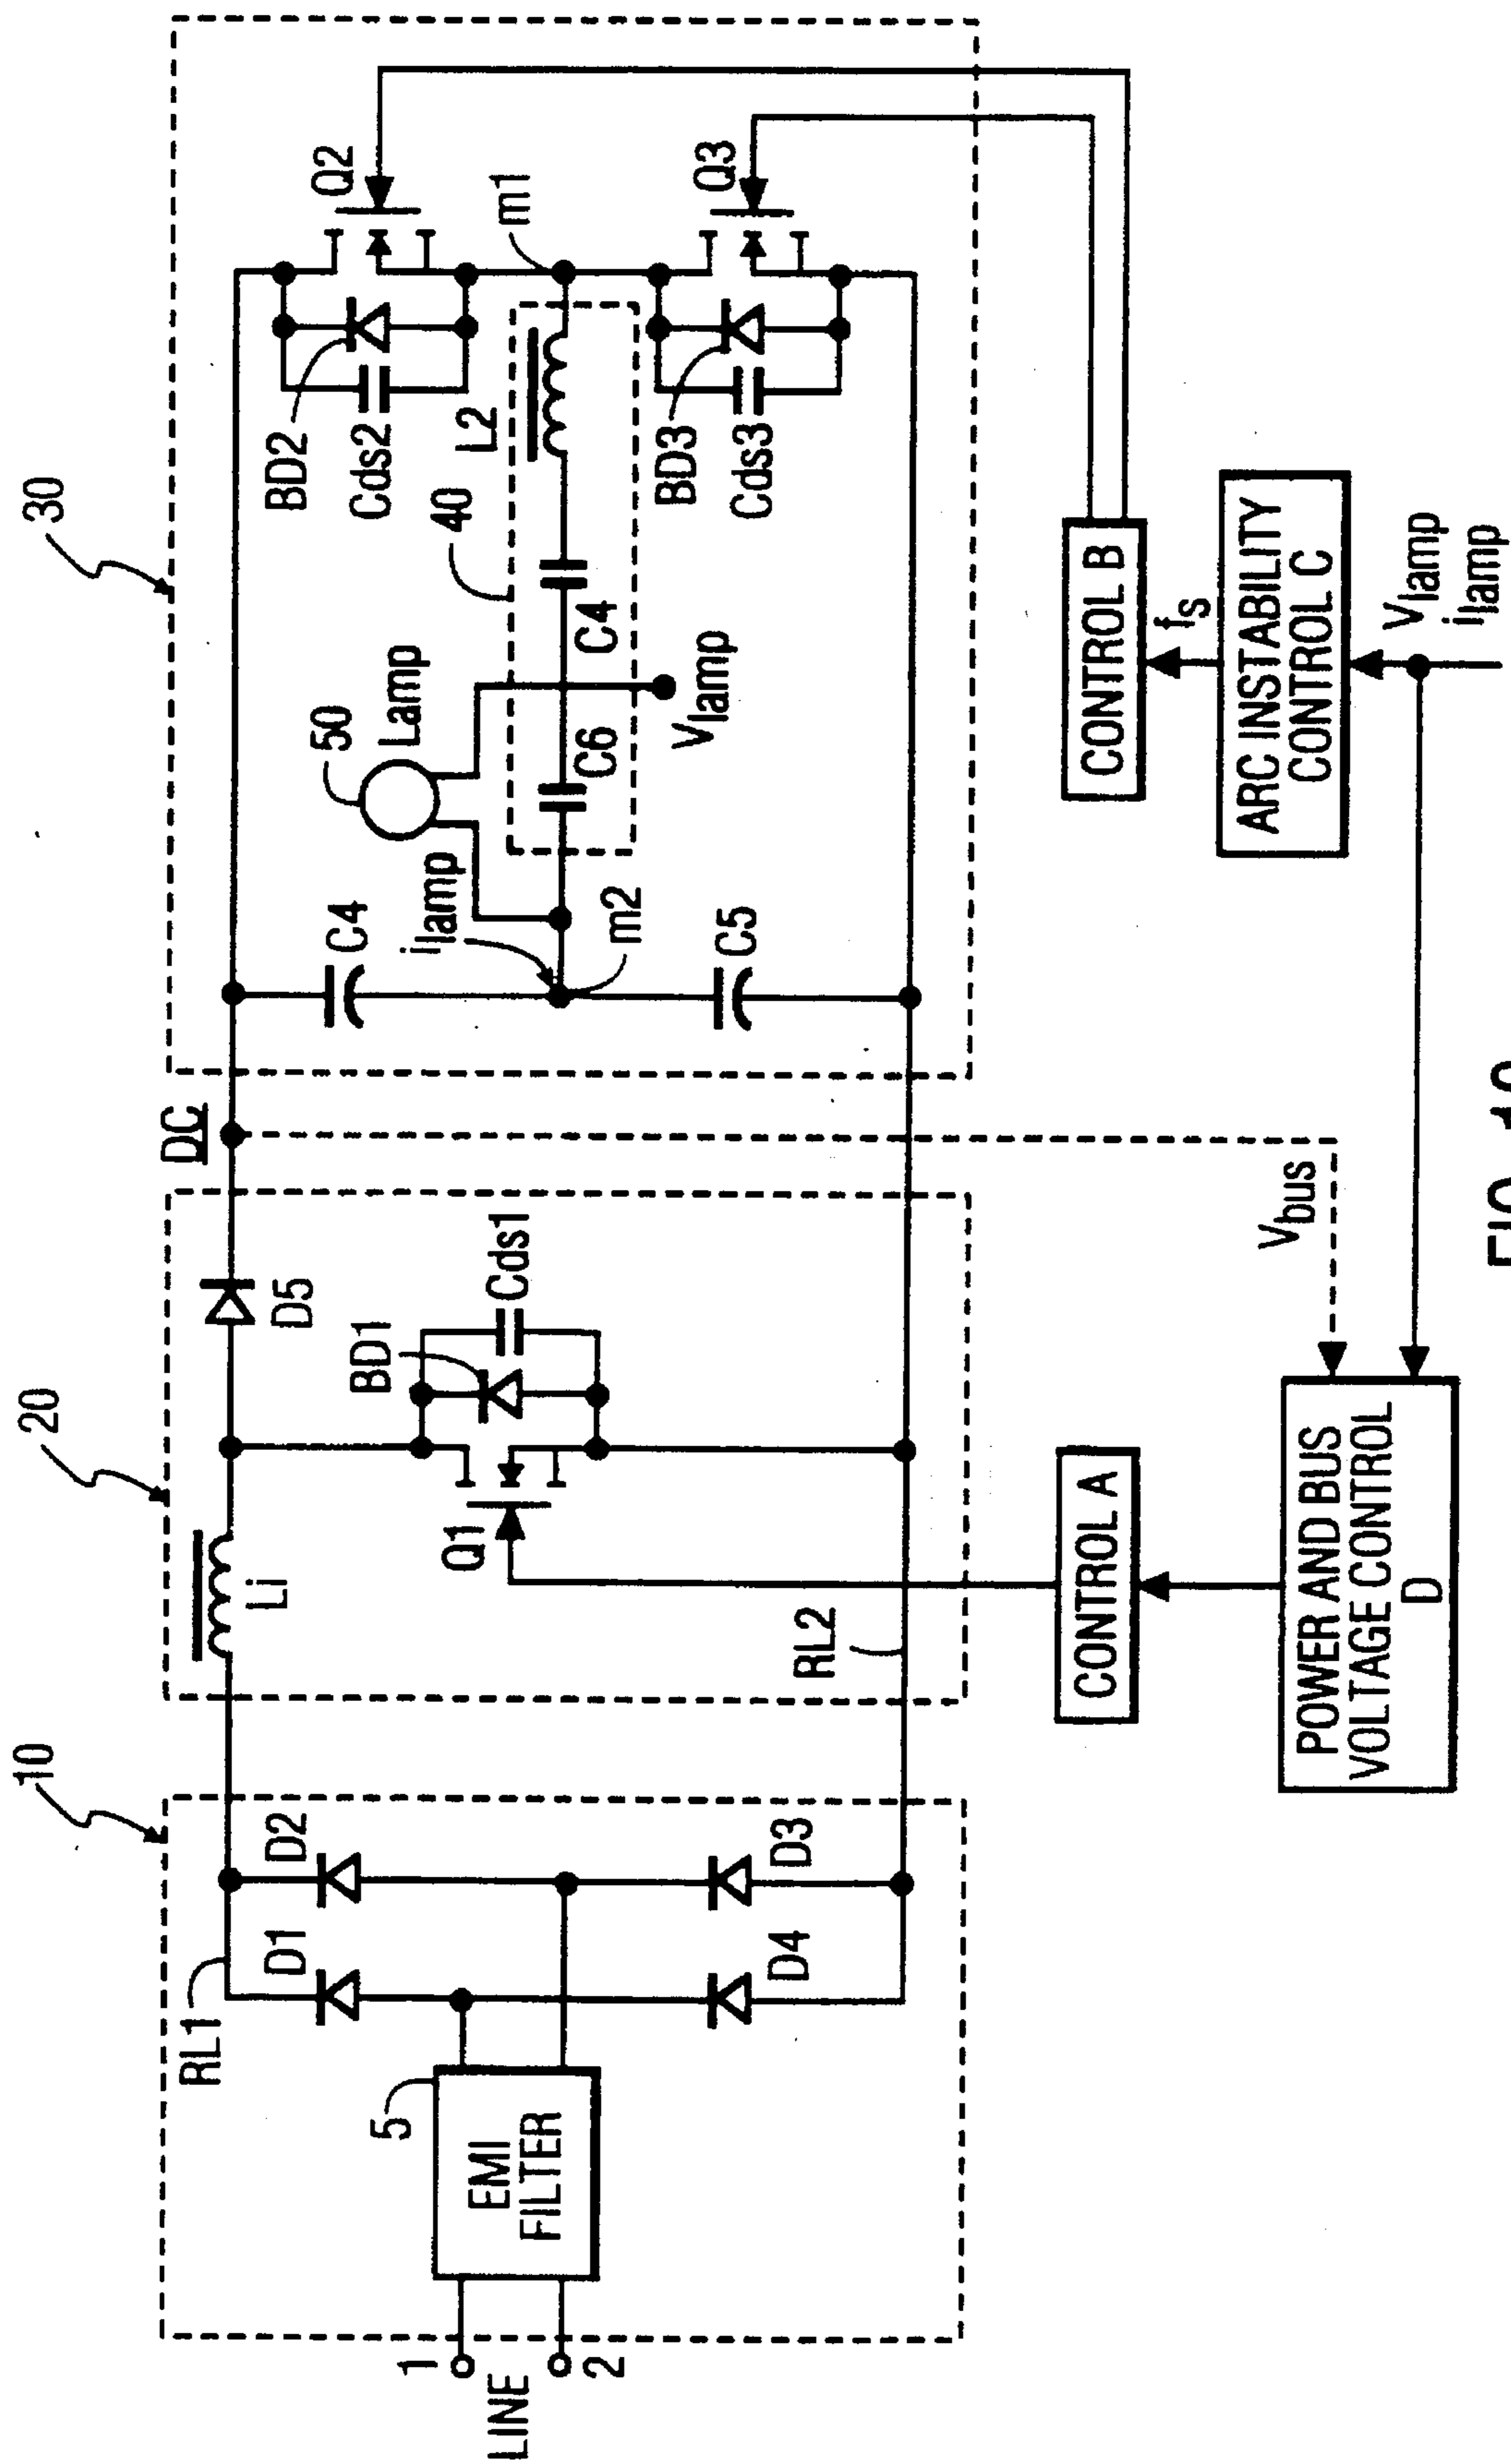 10
20
30
RL1
D1
D2
D4
D3
5
EMI
FILTER
1
LINE
2
Li
D5
Q1
BD1
Cds1
RL2
DC
C4
C5
ilamp
m2
50
Lamp
40
C6
C4
Vlamp
L2
BD2
Cds2
Q2
m1
BD3
Cds3
Q3
CONTROL A
POWER AND BUS
VOLTAGE CONTROL
D
Vbus
CONTROL B
fs
ARC INSTABILITY
CONTROL C
Vlamp
ilamp